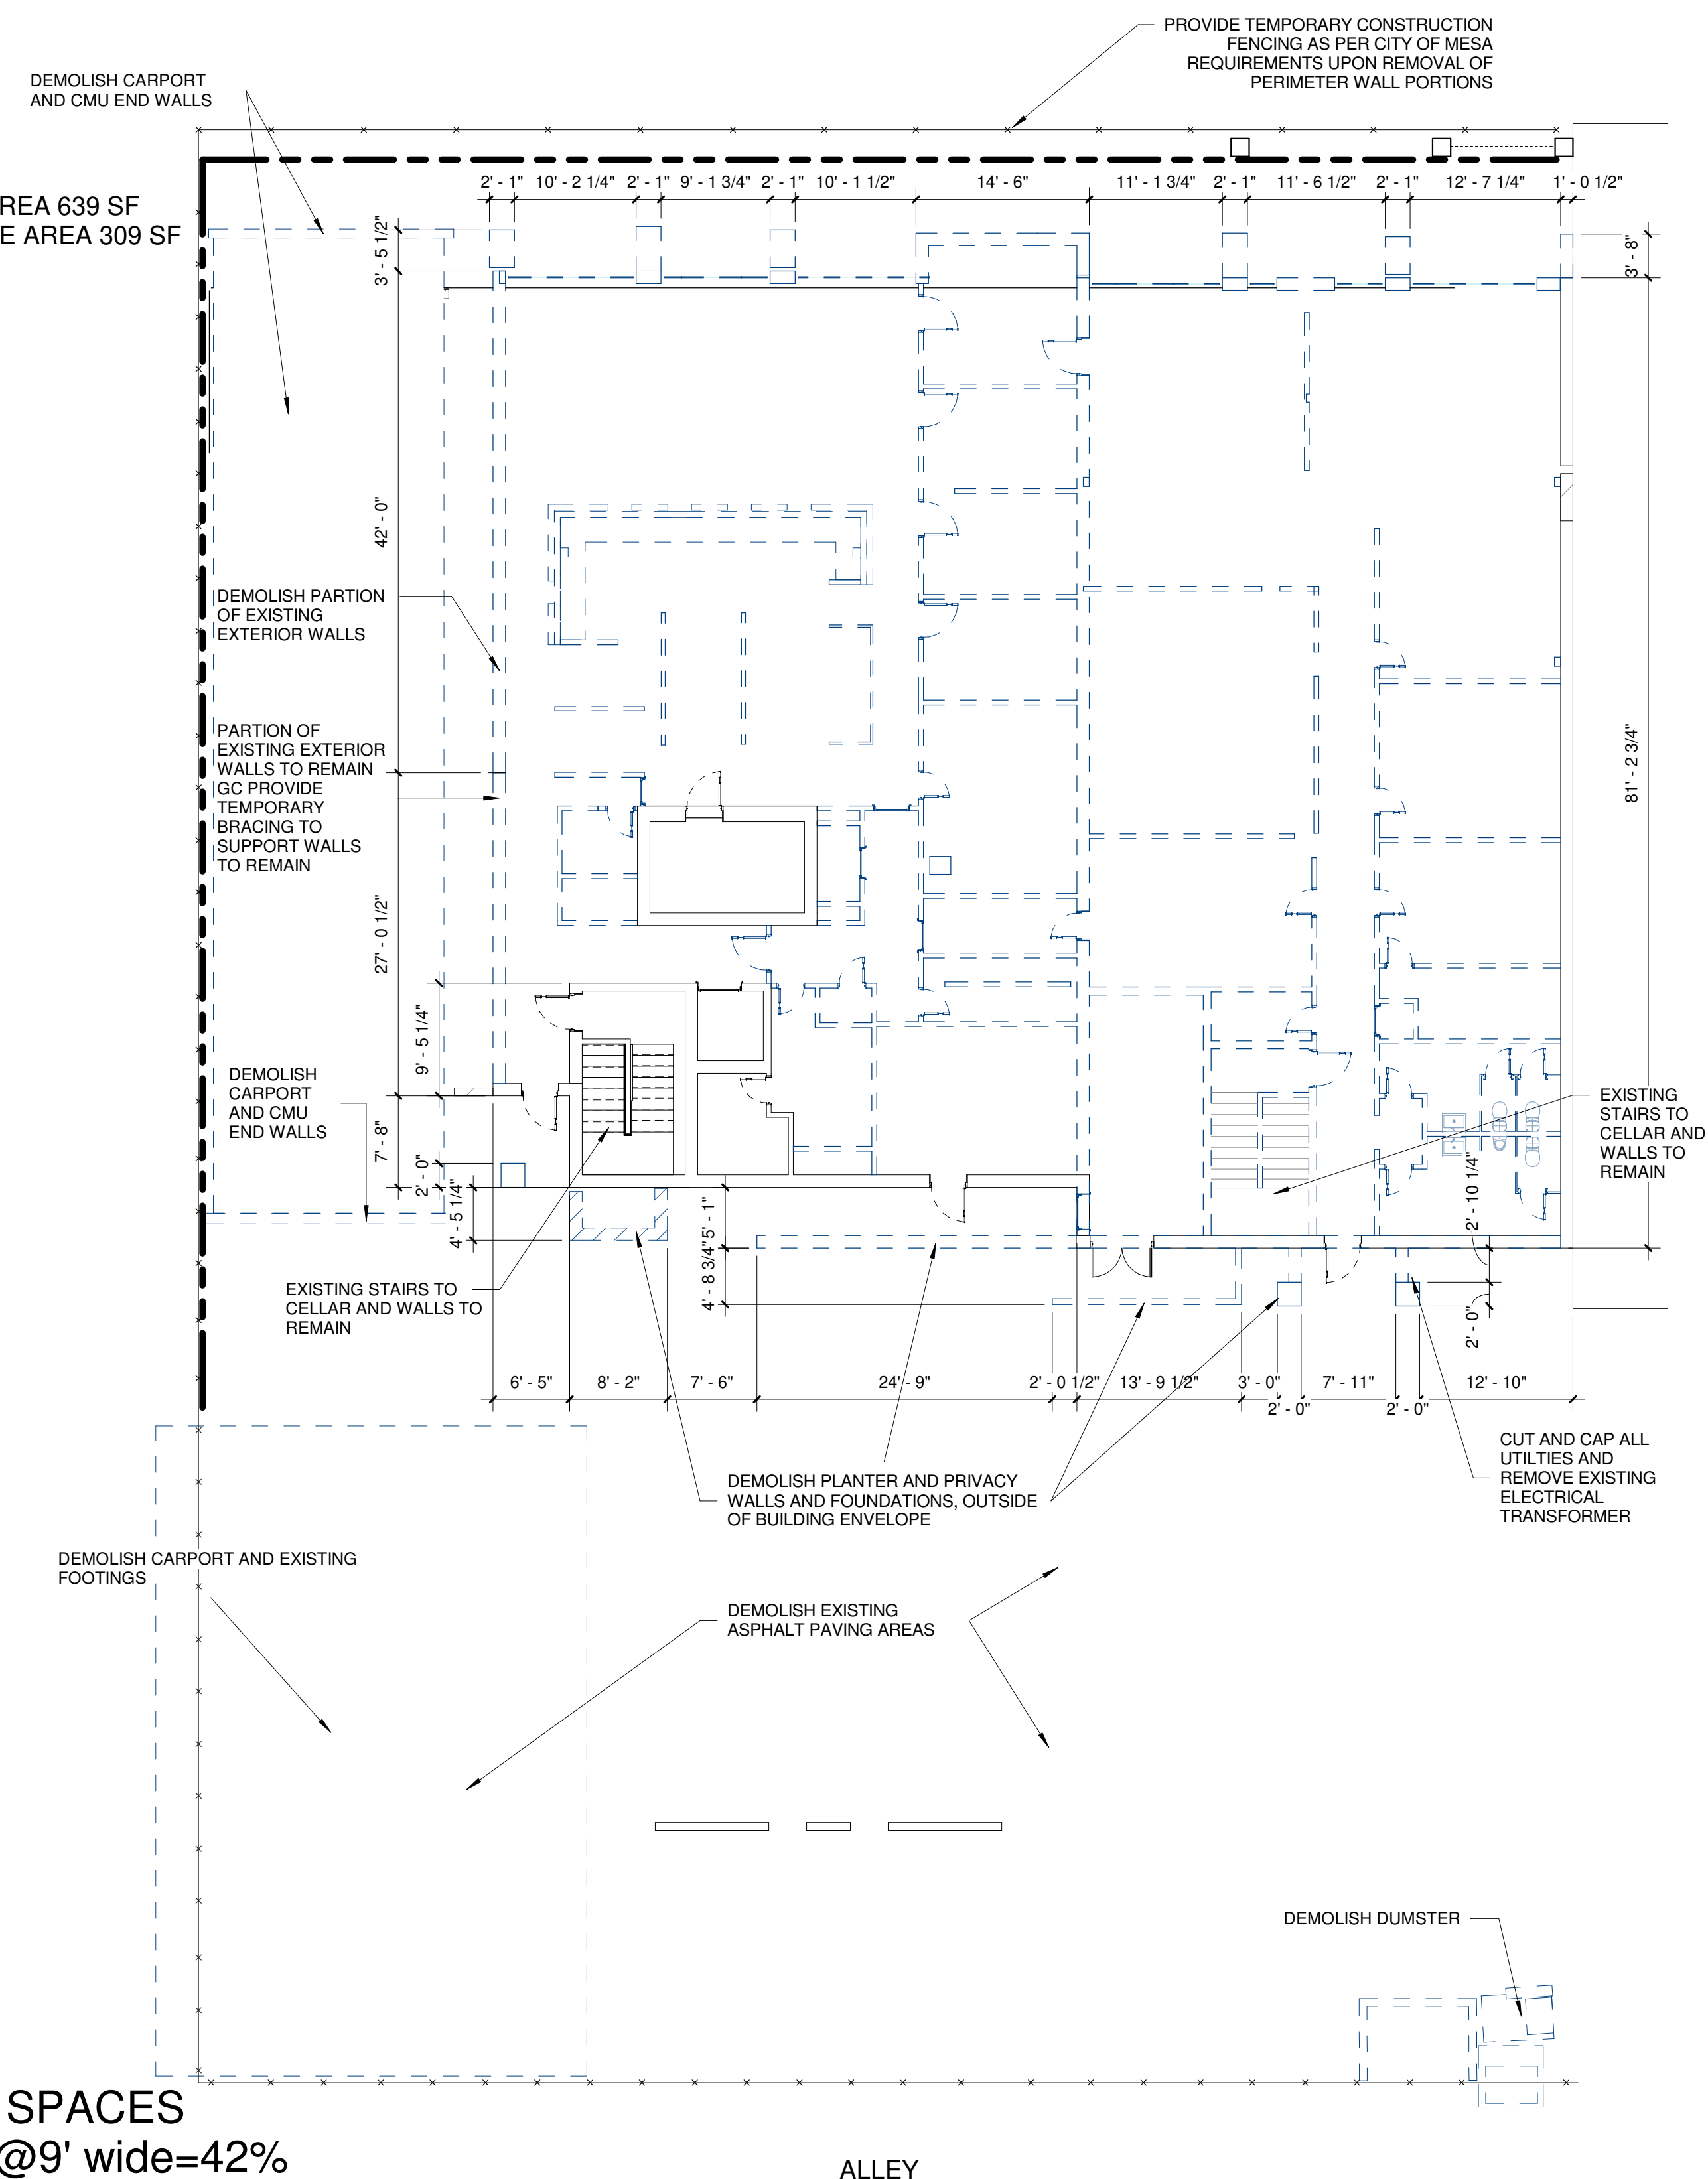 PROVIDE TEMPORARY CONSTRUCTION
FENCING AS PER CITY OF MESA
REQUIREMENTS UPON REMOVAL OF
PERIMETER WALL PORTIONS
DEMOLISH CARPORT
AND CMU END WALLS
REA 639 SF
E AREA 309 SF
2' - 1"
10' - 2 1/4"
2' - 1"
9' - 1 3/4"
2' - 1"
10' - 1 1/2"
14' - 6"
11' - 1 3/4"
2' - 1"
11' - 6 1/2"
2' - 1"
12' - 7 1/4"
1' - 0 1/2"
3' - 5 1/2"
3' - 8"
42' - 0"
DEMOLISH PARTION
OF EXISTING
EXTERIOR WALLS
PARTION OF
EXISTING EXTERIOR
WALLS TO REMAIN
GC PROVIDE
TEMPORARY
BRACING TO
SUPPORT WALLS
TO REMAIN
81' - 2 3/4"
27' - 0 1/2"
9' - 5 1/4"
DEMOLISH
CARPORT
AND CMU
END WALLS
7' - 8"
2' - 0"
4' - 5 1/4"
5' - 1"
4' - 8 3/4"
2' - 10 1/4"
2' - 0"
EXISTING
STAIRS TO
CELLAR AND
WALLS TO
REMAIN
EXISTING STAIRS TO
CELLAR AND WALLS TO
REMAIN
6' - 5"
8' - 2"
7' - 6"
24' - 9"
2' - 0 1/2"
13' - 9 1/2"
3' - 0"
7' - 11"
12' - 10"
2' - 0"
2' - 0"
CUT AND CAP ALL
UTILTIES AND
REMOVE EXISTING
ELECTRICAL
TRANSFORMER
DEMOLISH PLANTER AND PRIVACY
WALLS AND FOUNDATIONS, OUTSIDE
OF BUILDING ENVELOPE
DEMOLISH CARPORT AND EXISTING
FOOTINGS
DEMOLISH EXISTING
ASPHALT PAVING AREAS
DEMOLISH DUMSTER
SPACES
@9' wide=42%
ALLEY